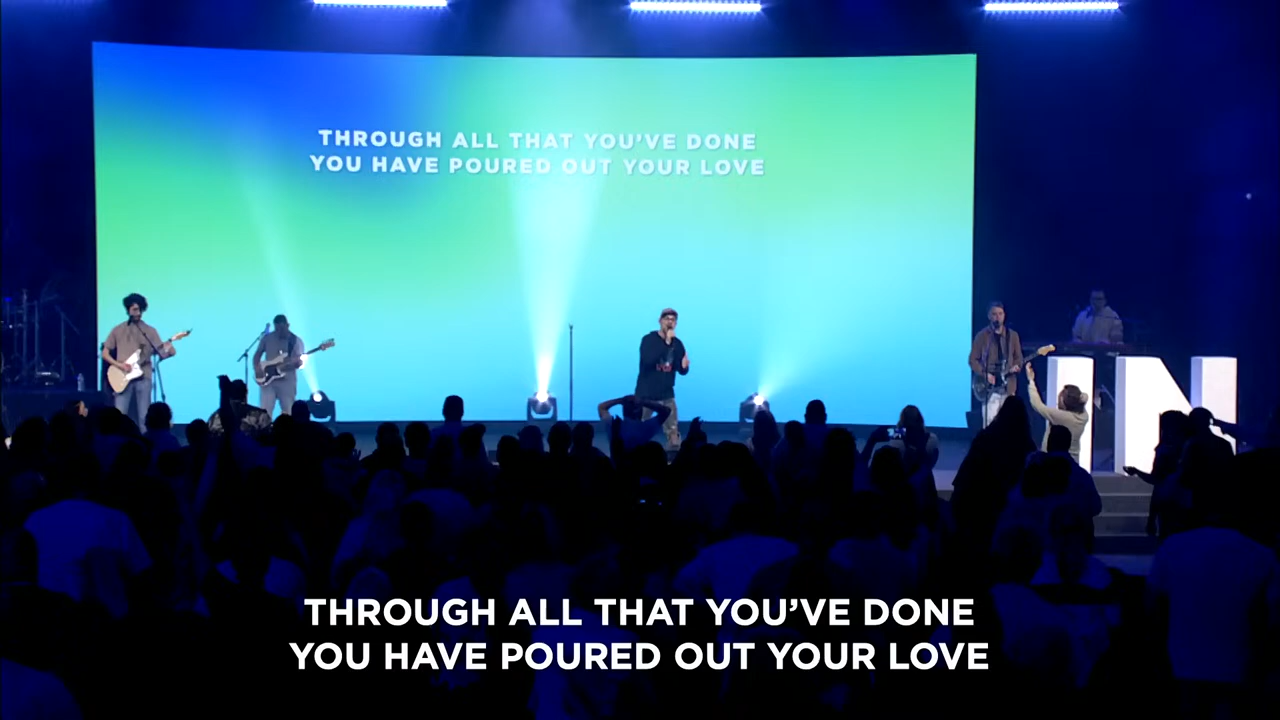 THROUGH ALL THAT YOU'VE DONE
YOU HAVE POURED OUT YOUR LOVE
IN
THROUGH ALL THAT YOU'VE DONE
YOU HAVE POURED OUT YOUR LOVE